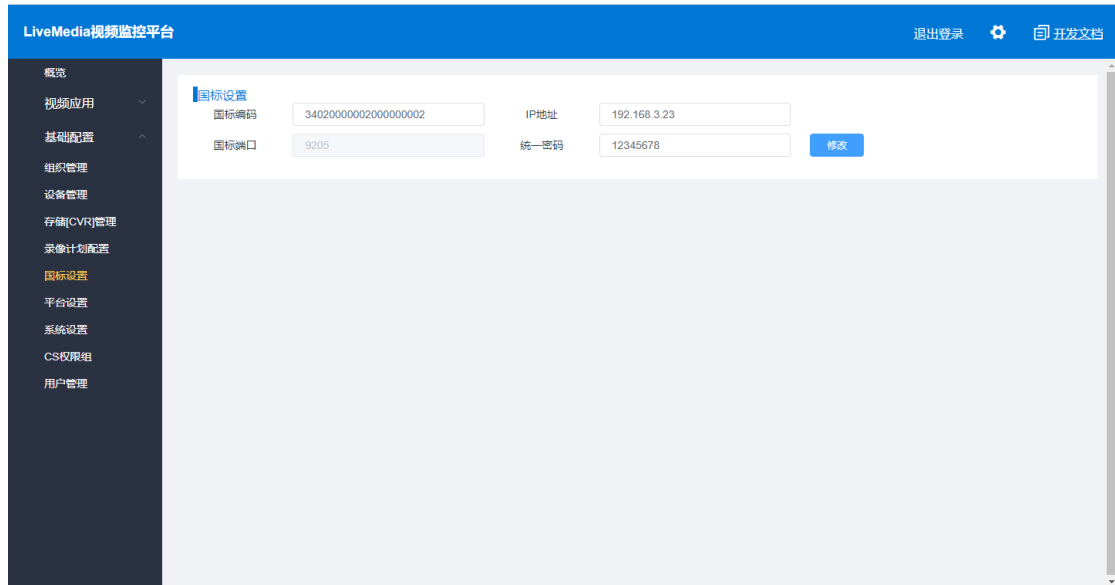 LiveMedia视频监控平台
退出登录
开发文档
概览
视频应用
基础配置
组织管理
设备管理
存储[CVR]管理
录像计划配置
国标设置
平台设置
系统设置
CS权限组
用户管理
国标设置
国标编码 34020000002000000002 IP地址 192.168.3.23
国标端口 9205 统一密码 12345678 修改